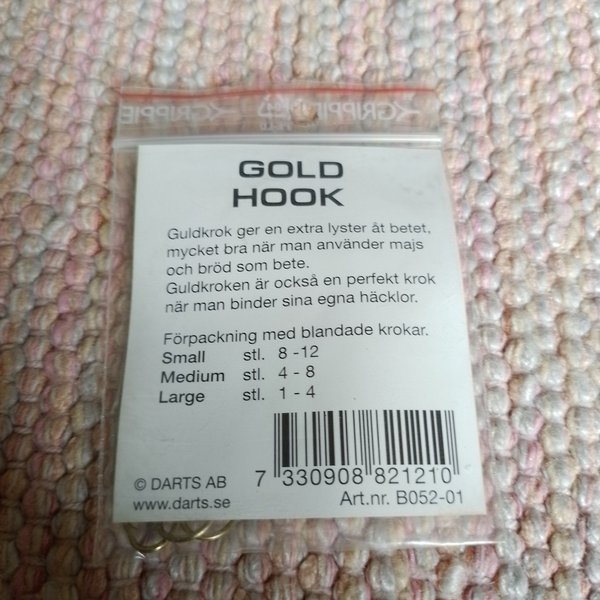 GRIPPIE
GRIPPIE
GOLD
HOOK
Guldkrok ger en extra lyster åt betet,
mycket bra när man använder majs
och bröd som bete.
Guldkroken är också en perfekt krok
när man binder sina egna häcklor.
Förpackning med blandade krokar.
Small stl. 8 -12
Medium stl. 4 - 8
Large stl. 1 - 4
7 330908 821210
© DARTS AB
www.darts.se
Art.nr. B052-01